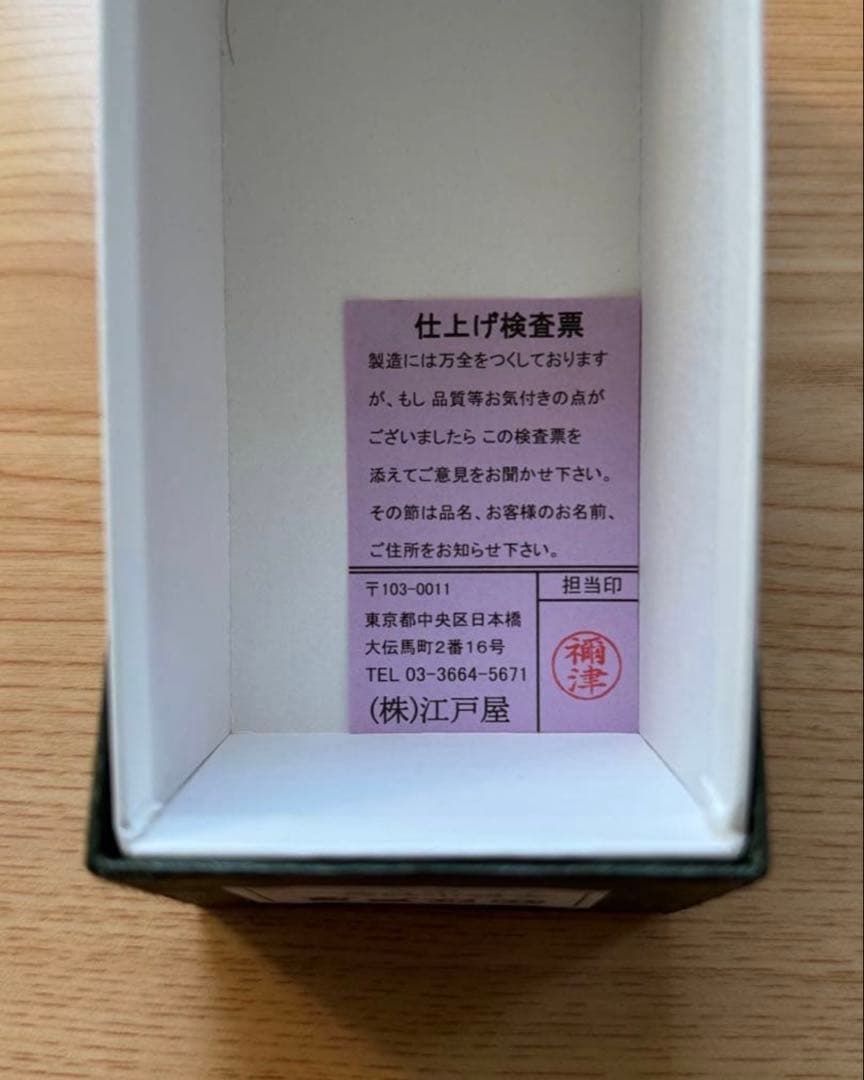 仕上げ検査票
製造には万全をつくしております
が、もし 品質等お気付きの点が
ございましたら この検査票を
添えてご意見をお聞かせ下さい。
その節は品名、お客様のお名前、
ご住所をお知らせ下さい。
〒103-0011
東京都中央区日本橋
大伝馬町2番16号
TEL 03-3664-5671
(株)江戸屋
担当印
禰津